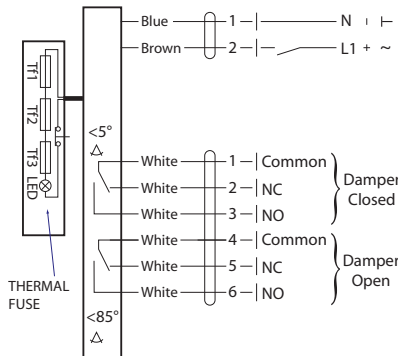 Blue 1 N
Brown 2 L1 + ~
Tf1
Tf2
Tf3
LED
<5°
White 1 Common
White 2 NC
White 3 NO
Damper
Closed
White 4 Common
White 5 NC
White 6 NO
Damper
Open
<85°
THERMAL
FUSE